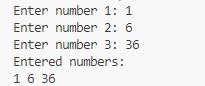 Enter number 1: 1
Enter number 2: 6
Enter number 3: 36
Entered numbers:
1 6 36